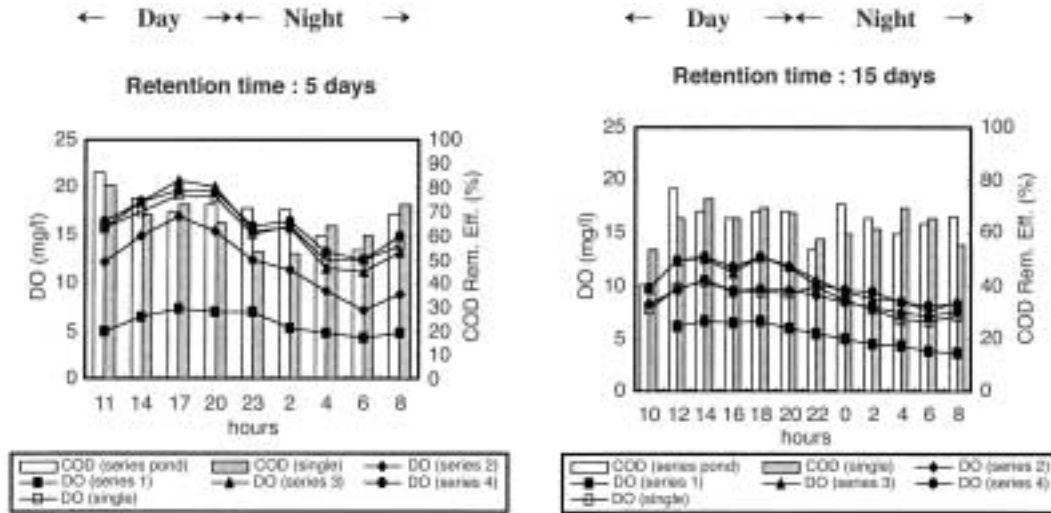 ← Day → ← Night →
Retention time : 5 days
25
20
15
10
5
0
DO (mg/l)
100
90
80
70
60
50
40
30
20
10
0
COD Rem. Eff. (%)
11 14 17 20 23 2 4 6 8
hours
COD (series pond) COD (single) DO (series 2)
DO (series 1) DO (series 3) DO (series 4)
DO (single)
← Day → ← Night →
Retention time : 15 days
25
20
15
10
5
0
DO (mg/l)
100
80
60
40
20
0
COD Rem. Eff. (%)
10 12 14 16 18 20 22 0 2 4 6 8
hours
COD (series pond) COD (single) DO (series 2)
DO (series 1) DO (series 3) DO (series 4)
DO (single)